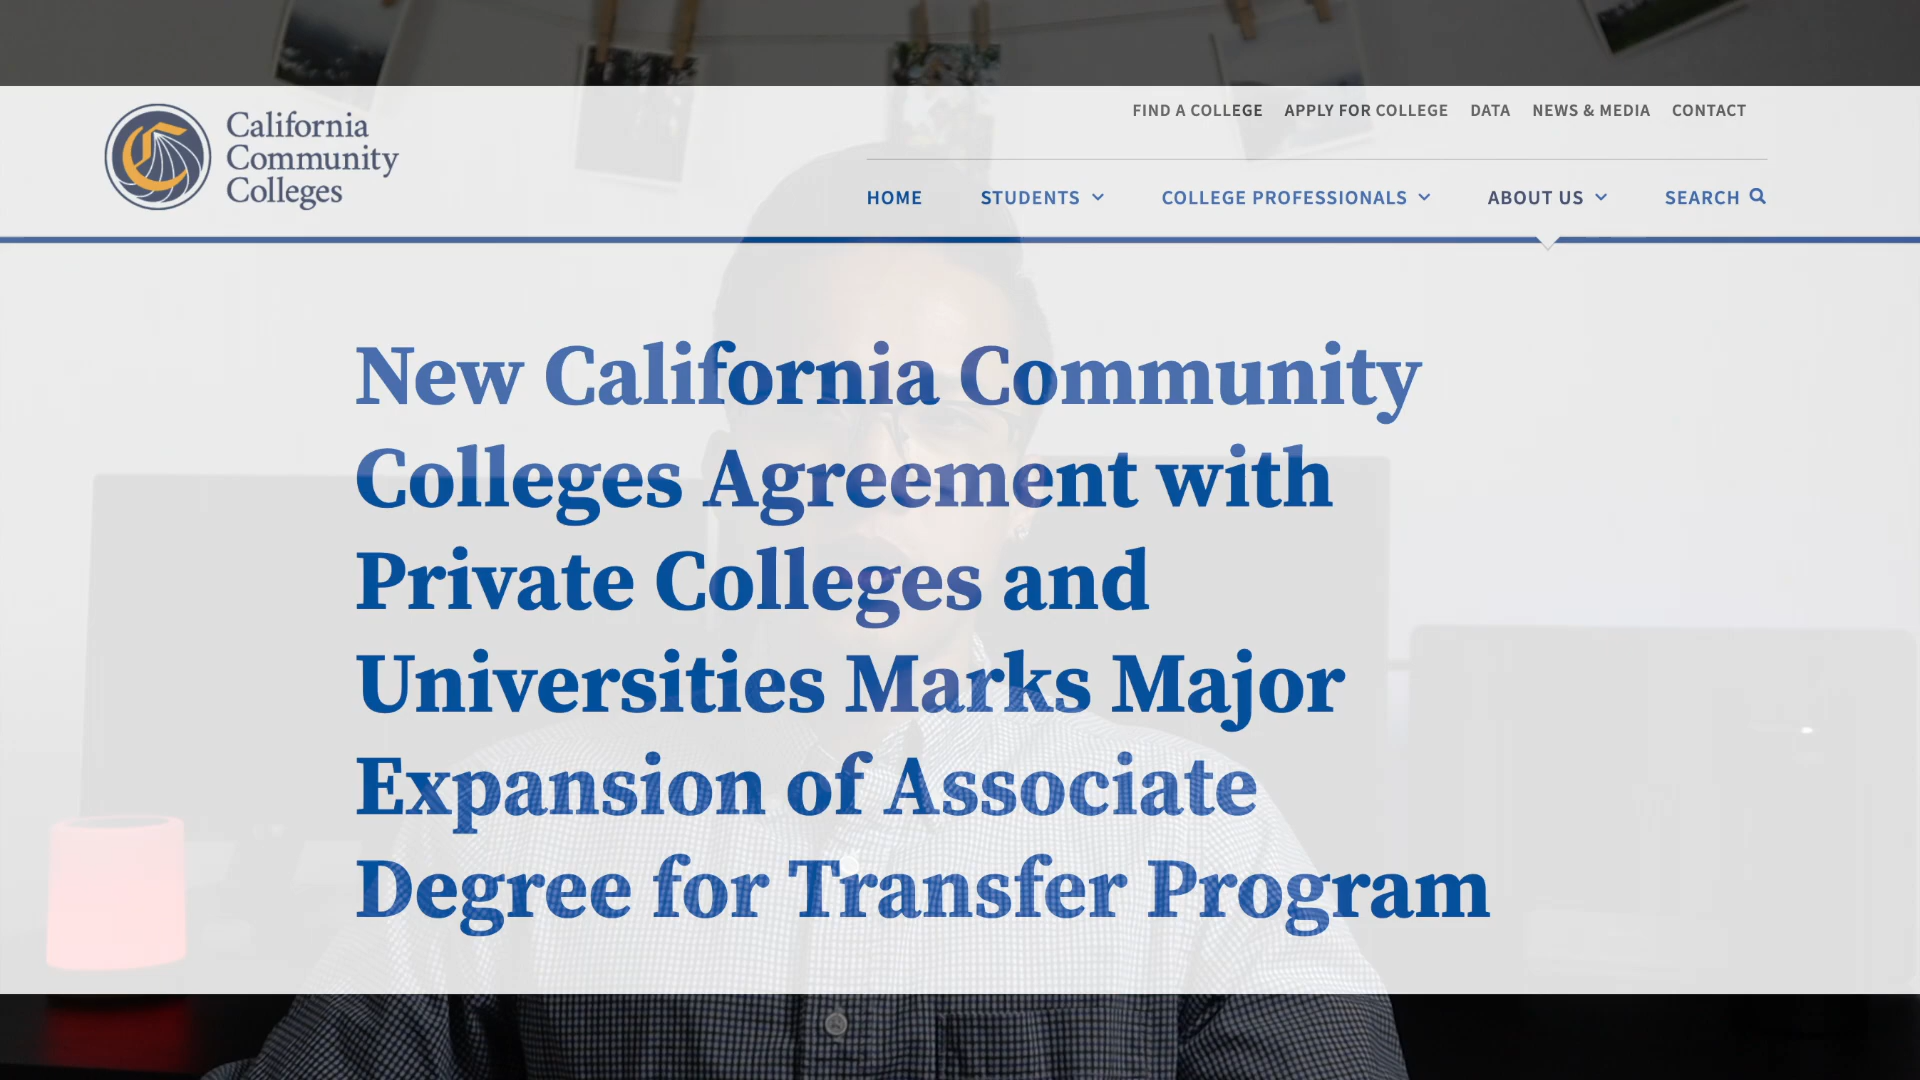 California
Community
Colleges
FIND A COLLEGE APPLY FOR COLLEGE DATA NEWS & MEDIA CONTACT
HOME STUDENTS COLLEGE PROFESSIONALS ABOUT US SEARCH
New California Community
Colleges Agreement with
Private Colleges and
Universities Marks Major
Expansion of Associate
Degree for Transfer Program